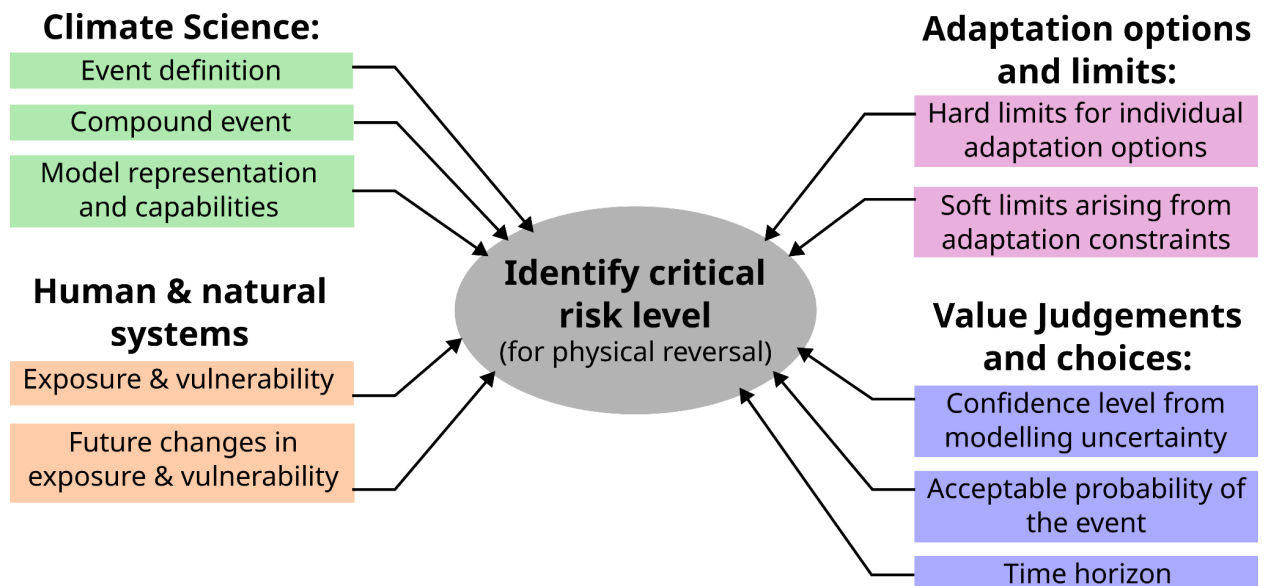 Climate Science:
Event definition
Compound event
Model representation
and capabilities
Human & natural
systems
Exposure & vulnerability
Future changes in
exposure & vulnerability
Identify critical
risk level
(for physical reversal)
Adaptation options
and limits:
Hard limits for individual
adaptation options
Soft limits arising from
adaptation constraints
Value Judgements
and choices:
Confidence level from
modelling uncertainty
Acceptable probability of
the event
Time horizon